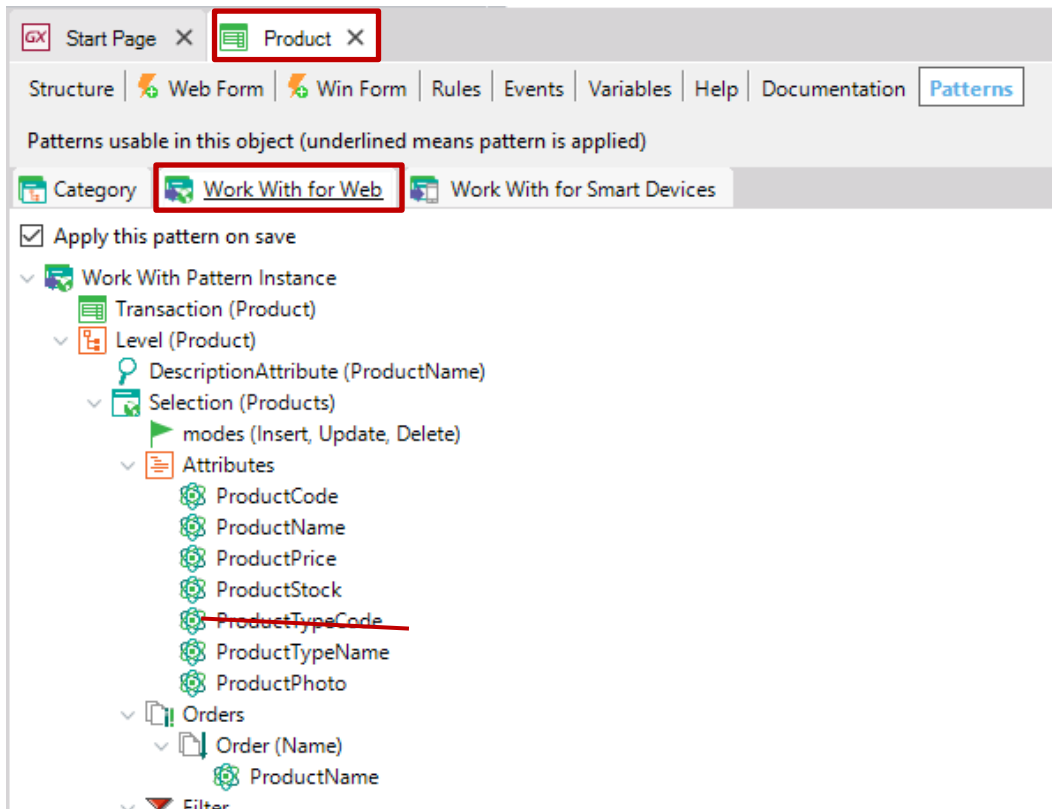 GX Start Page Product
Structure Web Form Win Form Rules Events Variables Help Documentation Patterns
Patterns usable in this object (underlined means pattern is applied)
Category Work With for Web Work With for Smart Devices
Apply this pattern on save
Work With Pattern Instance
Transaction (Product)
Level (Product)
DescriptionAttribute (ProductName)
Selection (Products)
modes (Insert, Update, Delete)
Attributes
ProductCode
ProductName
ProductPrice
ProductStock
ProductTypeCode
ProductTypeName
ProductPhoto
Orders
Order (Name)
ProductName
Filter